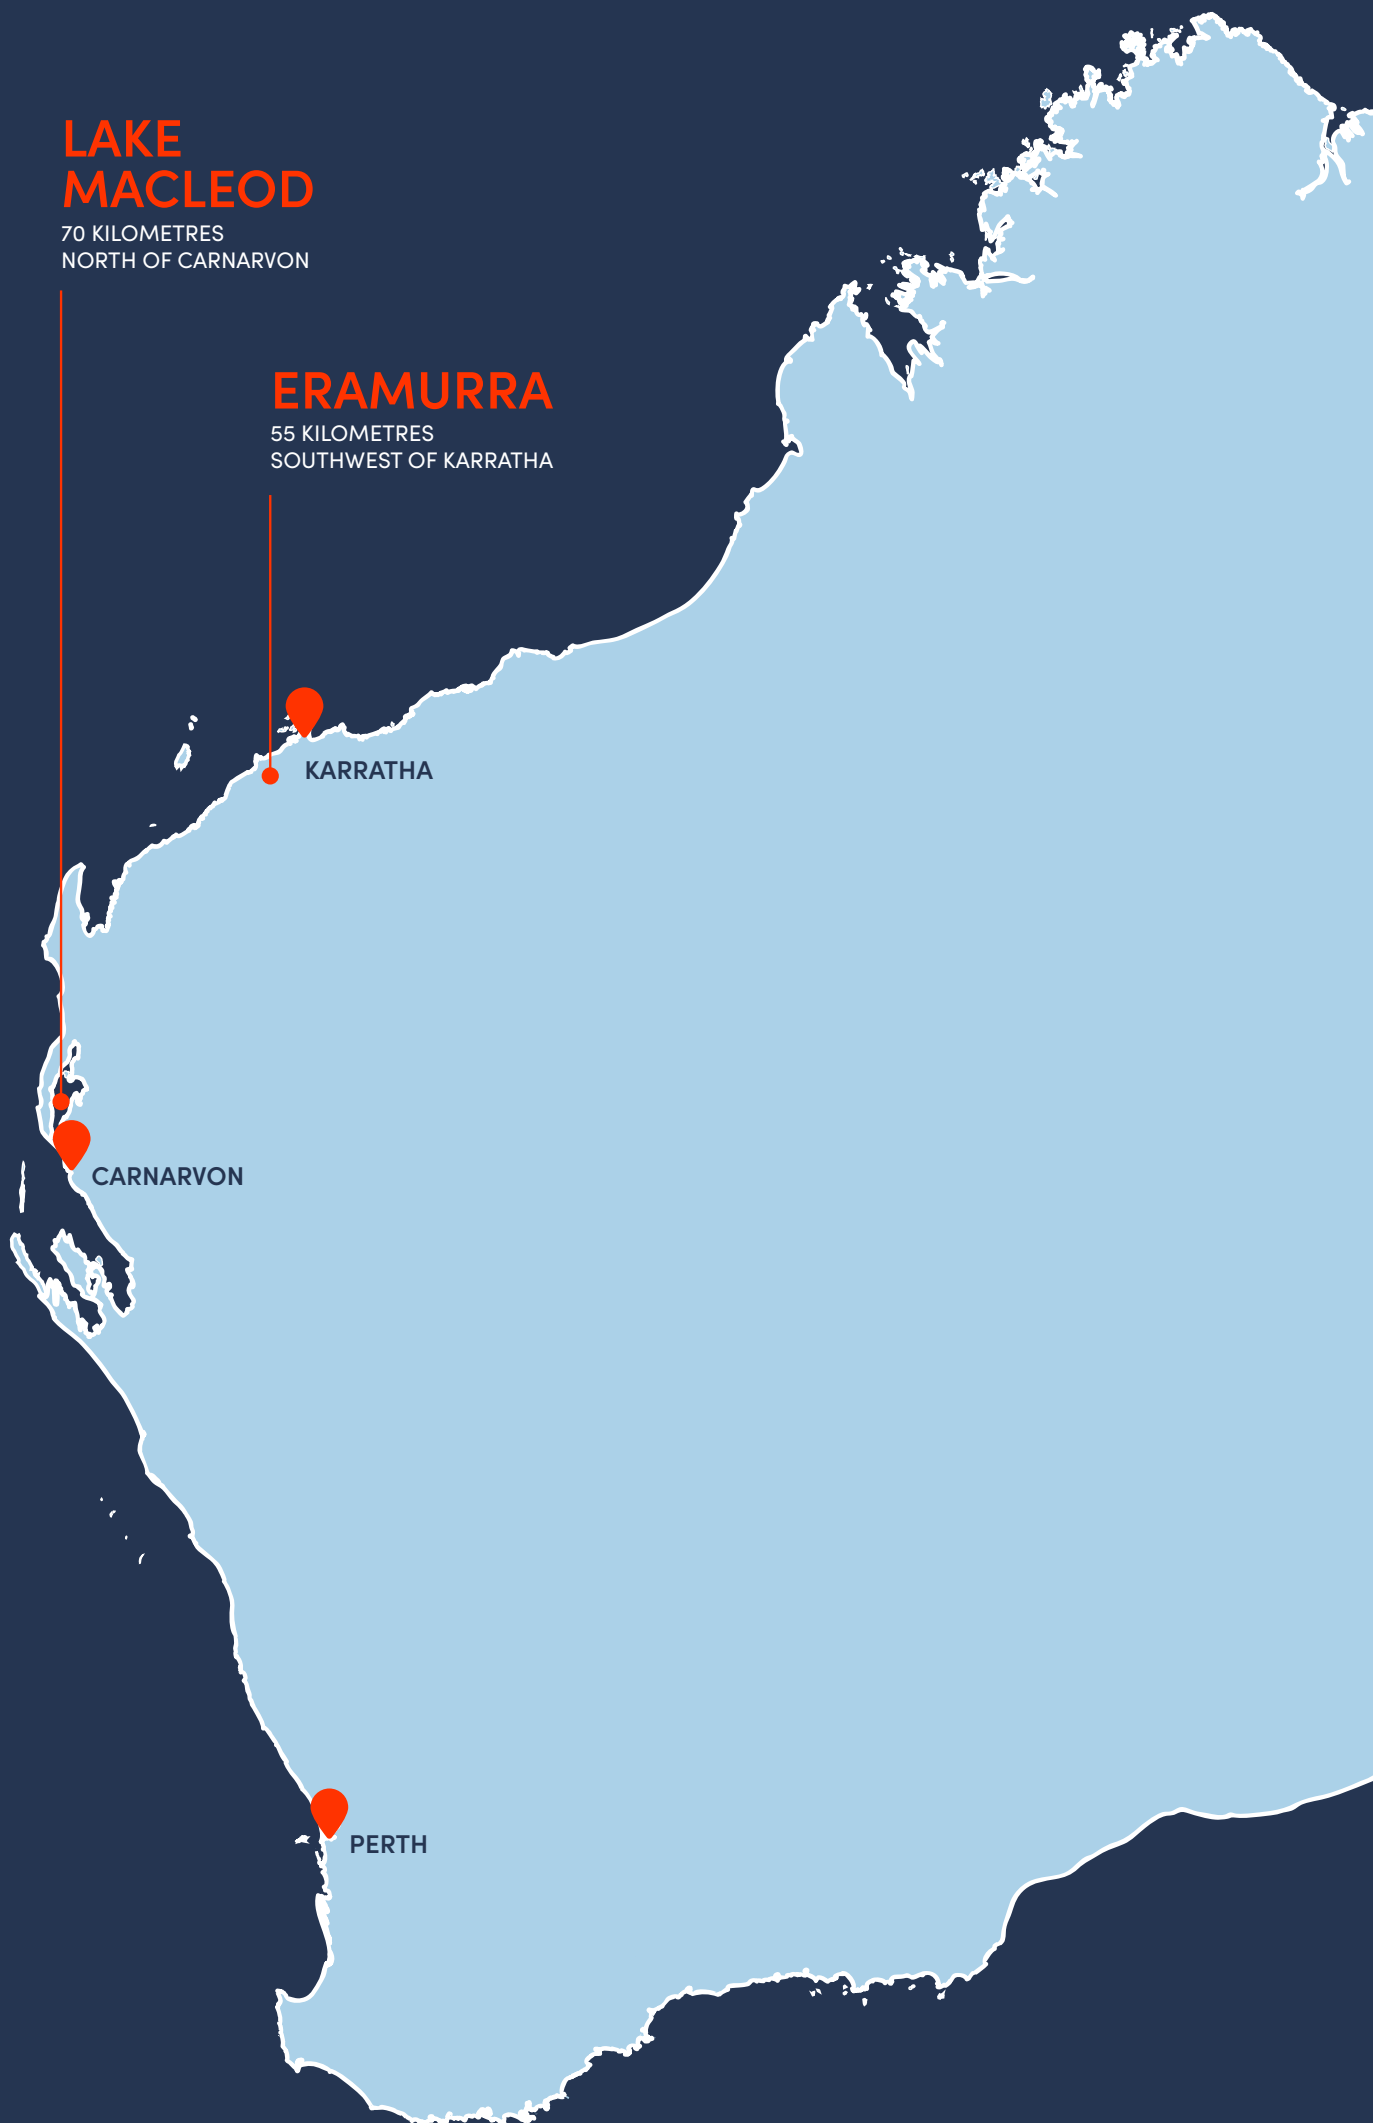 LAKE
MACLEOD
70 KILOMETRES
NORTH OF CARNARVON
ERAMURRA
55 KILOMETRES
SOUTHWEST OF KARRATHA
KARRATHA
CARNARVON
PERTH